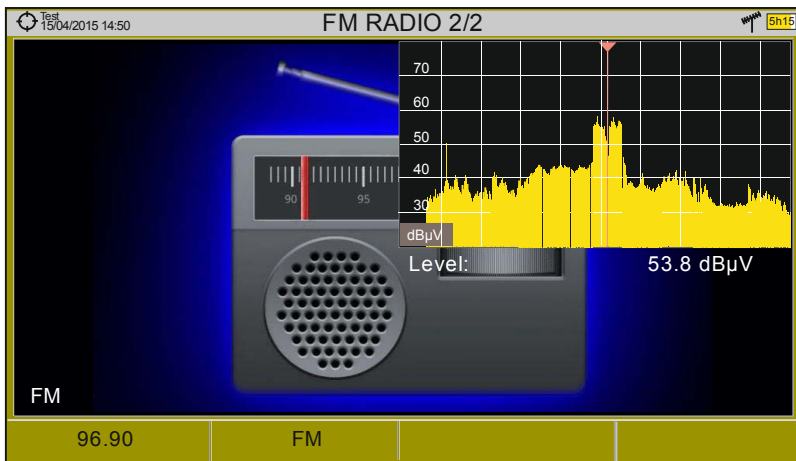 Test
15/04/2015 14:50
FM RADIO 2/2
5h15
70
60
50
40
30
dBµV
90
95
Level: 53.8 dBµV
FM
96.90
FM